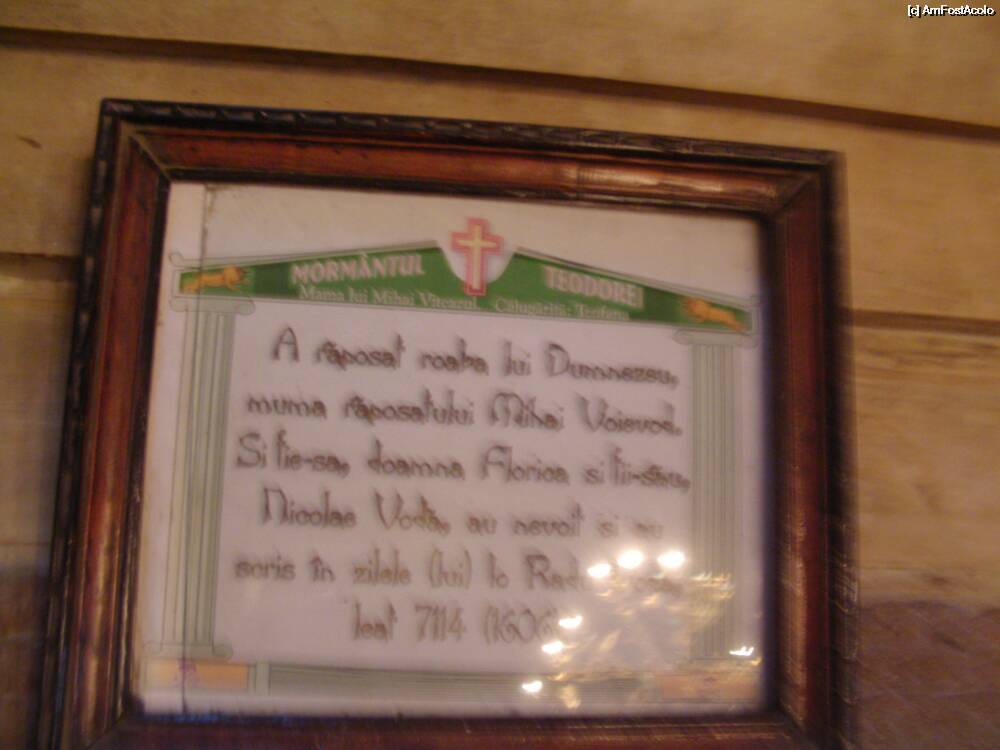 [c] AmFostAcolo
MORMÂNTUL TEODOREI
Mama lui Mihai Viteazul, Călugărița Teofana
A răposat roaba lui Dumnezeu,
muma răposatului Mihai Voievod.
Si fie-sa, doamna Florica si fii-său,
Nicolae Vodă, au nevoit si au
scris în zilele (lui) Io Radu
leat 7114 (1606)